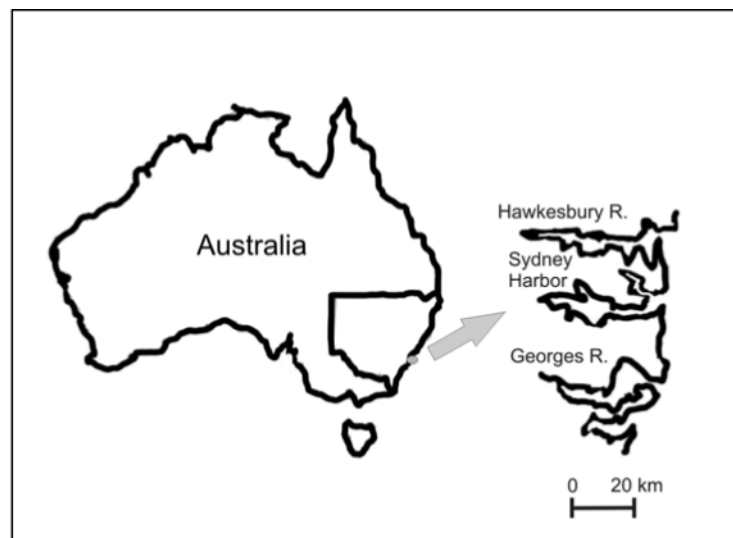 Hawkesbury R.
Australia
Sydney
Harbor
Georges R.
0 20 km